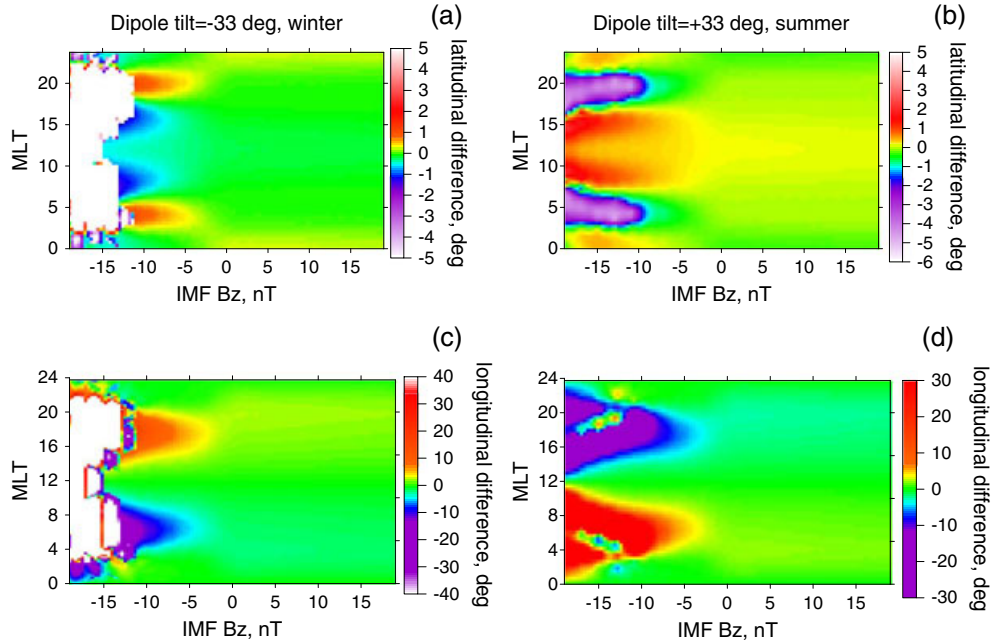 Dipole tilt=-33 deg, winter
(a)
20
15
10
5
0
MLT
-15 -10 -5 0 5 10 15
IMF Bz, nT
5
4
3
2
1
0
-1
-2
-3
-4
-5
latitudinal difference, deg
Dipole tilt=+33 deg, summer
(b)
20
15
10
5
0
MLT
-15 -10 -5 0 5 10 15
IMF Bz, nT
5
4
3
2
1
0
-1
-2
-3
-4
-5
-6
latitudinal difference, deg
(c)
24
20
16
12
8
4
0
MLT
-15 -10 -5 0 5 10 15
IMF Bz, nT
40
30
20
10
0
-10
-20
-30
-40
longitudinal difference, deg
(d)
24
20
16
12
8
4
0
MLT
-15 -10 -5 0 5 10 15
IMF Bz, nT
30
20
10
0
-10
-20
-30
longitudinal difference, deg